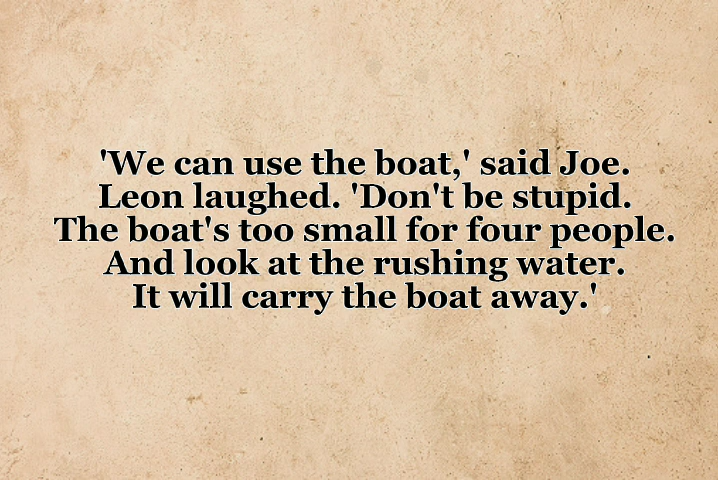 'We can use the boat,' said Joe.
Leon laughed. 'Don't be stupid.
The boat's too small for four people.
And look at the rushing water.
It will carry the boat away.'